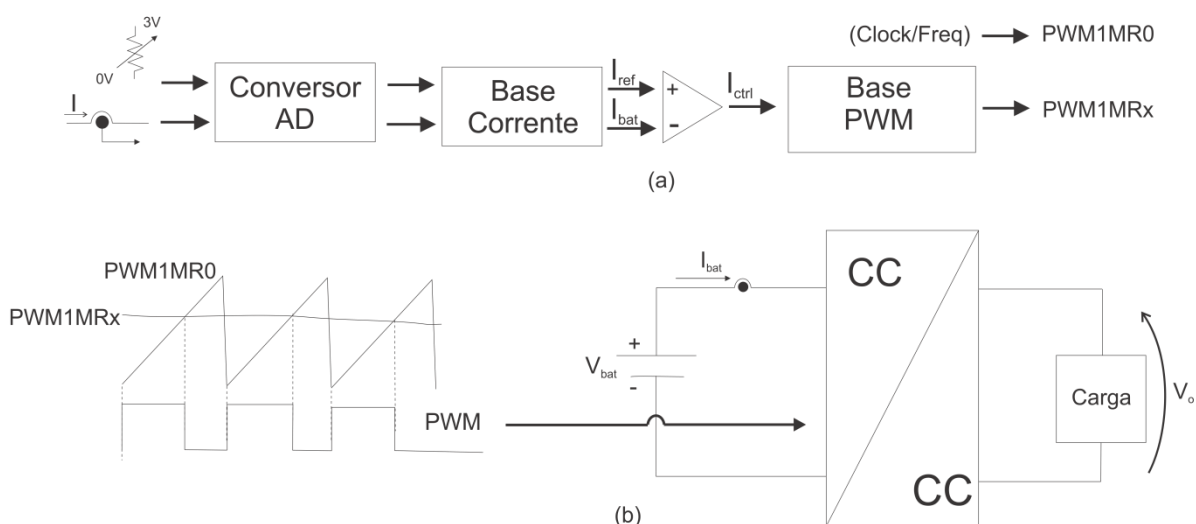 3V
0V
I
Conversor
AD
Base
Corrente
I ref
I bat
+
-
I ctrl
Base
PWM
(Clock/Freq)
PWM1MR0
PWM1MRx
(a)
PWM1MR0
PWM1MRx
PWM
I bat
+
V bat
-
CC
CC
Carga
V o
(b)